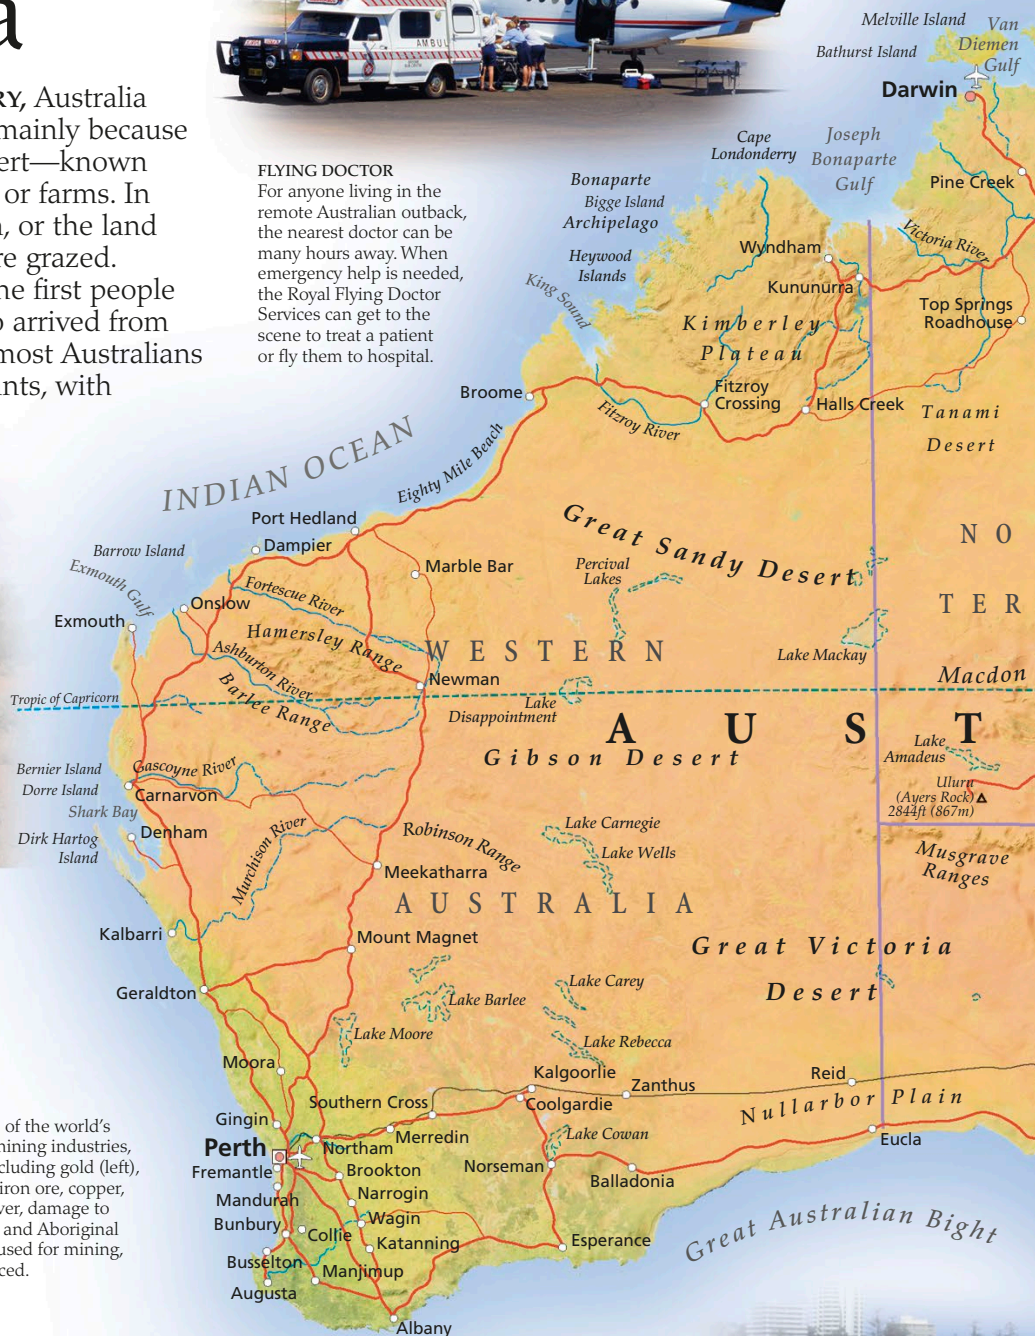 a
RY, Australia
mainly because
ert—known
or farms. In
, or the land
re grazed.
ne first people
o arrived from
most Australians
nts, with
AMBUL
FLYING DOCTOR
For anyone living in the
remote Australian outback,
the nearest doctor can be
many hours away. When
emergency help is needed,
the Royal Flying Doctor
Services can get to the
scene to treat a patient
or fly them to hospital.
Melville Island
Van
Diemen
Gulf
Bathurst Island
Darwin
Cape
Londonderry
Joseph
Bonaparte
Gulf
Pine Creek
Bonaparte
Archipelago
Bigge Island
Heywood
Islands
King Sound
Wyndham
Victoria River
Kununurra
Top Springs
Roadhouse
Kimberley
Plateau
Broome
Fitzroy
Crossing
Halls Creek
Fitzroy River
Tanami
Desert
INDIAN OCEAN
Eighty Mile Beach
Port Hedland
Dampier
Great Sandy Desert
N O
Barrow Island
Marble Bar
Percival
Lakes
Exmouth Gulf
Fortescue River
Onslow
T E R
Exmouth
Hamersley Range
WESTERN
Lake Mackay
Ashburton River
Newman
Macdon
Tropic of Capricorn
Barlee Range
Lake
Disappointment
A U S T
Gibson Desert
Lake
Amadeus
Bernier Island
Gascoyne River
Dorre Island
Carnarvon
Uluru
(Ayers Rock)
2844ft (867m)
Shark Bay
Denham
Dirk Hartog
Island
Murchison River
Robinson Range
Lake Carnegie
Lake Wells
Musgrave
Ranges
Meekatharra
AUSTRALIA
Kalbarri
Mount Magnet
Great Victoria
Desert
Geraldton
Lake Barlee
Lake Carey
Lake Moore
Lake Rebecca
Moora
Kalgoorlie
Zanthus
Reid
Southern Cross
Coolgardie
Nullarbor Plain
Gingin
Merredin
Lake Cowan
Eucla
Perth
Northam
Fremantle
Brookton
Norseman
Balladonia
Mandurah
Narrogin
Bunbury
Wagin
Collie
Katanning
Esperance
Great Australian Bight
Busselton
Manjimup
Augusta
Albany
of the world's
mining industries,
cluding gold (left),
iron ore, copper,
ver, damage to
and Aboriginal
used for mining,
ced.